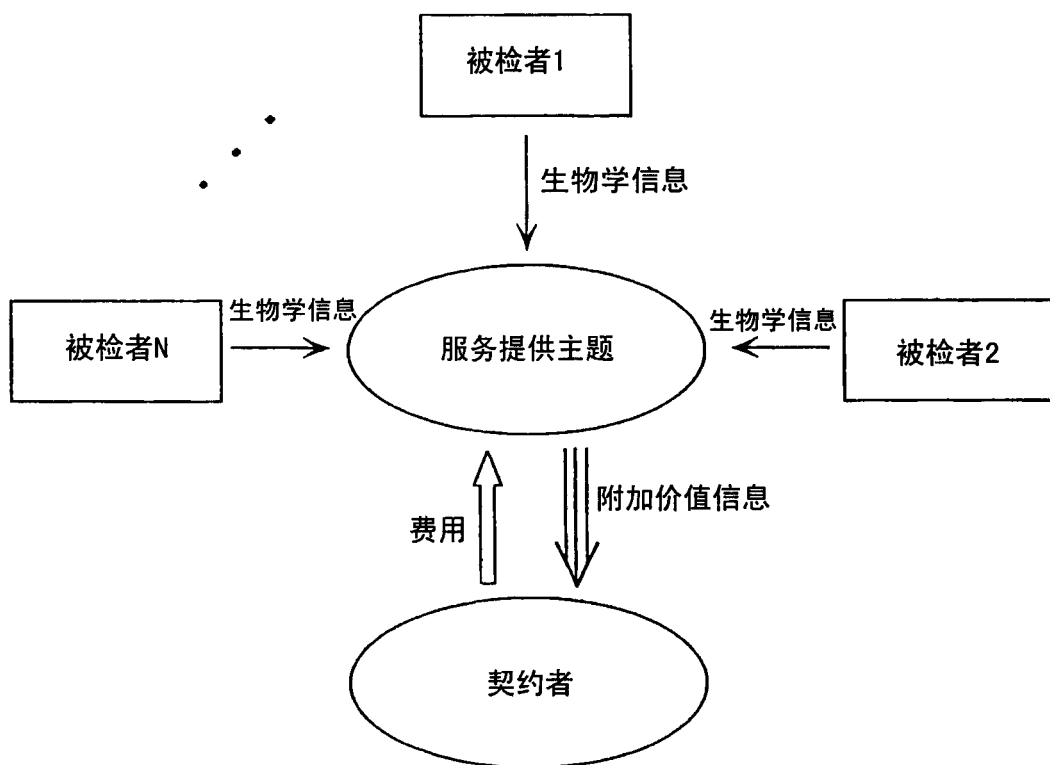 被检者1
生物学信息
生物学信息
生物学信息
被检者N
服务提供主题
被检者2
费用
附加价值信息
契约者